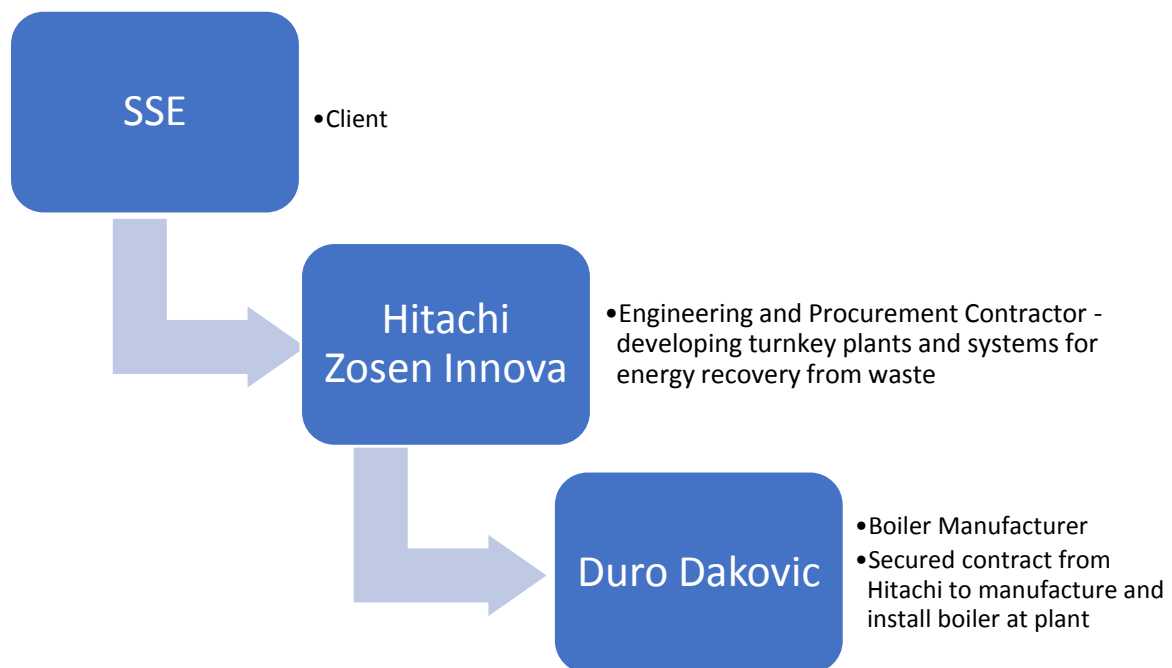 SSE
•Client
Hitachi
Zosen Innova
•Engineering and Procurement Contractor -
developing turnkey plants and systems for
energy recovery from waste
Duro Dakovic
•Boiler Manufacturer
•Secured contract from
Hitachi to manufacture and
install boiler at plant